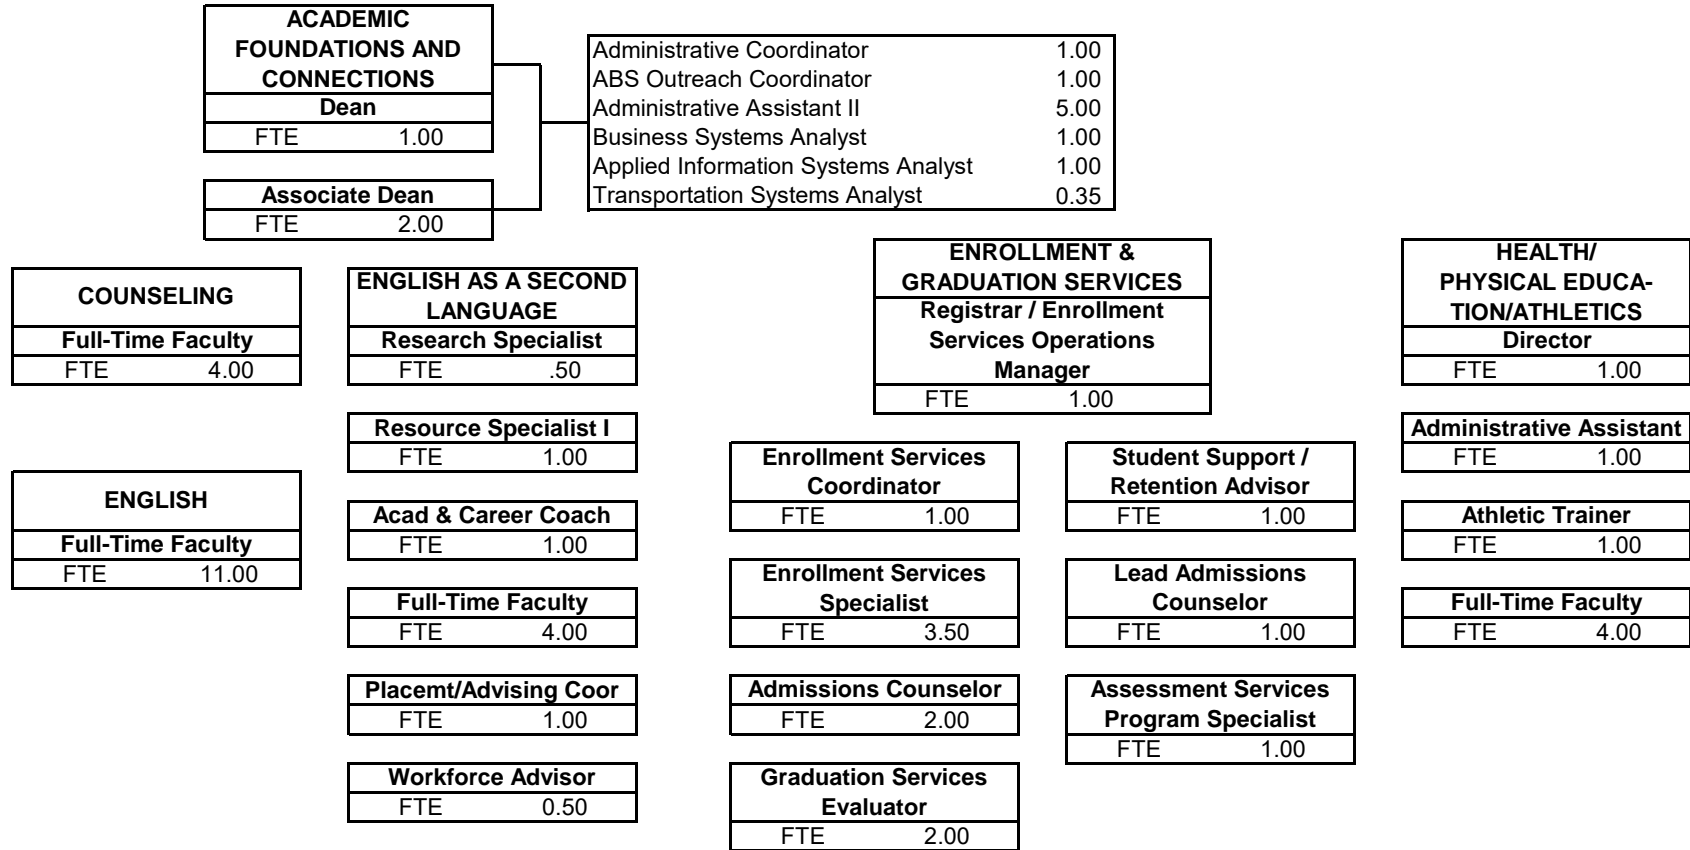 ACADEMIC
FOUNDATIONS AND
CONNECTIONS
Dean
FTE 1.00
Associate Dean
FTE 2.00
Administrative Coordinator 1.00
ABS Outreach Coordinator 1.00
Administrative Assistant II 5.00
Business Systems Analyst 1.00
Applied Information Systems Analyst 1.00
Transportation Systems Analyst 0.35
COUNSELING
Full-Time Faculty
FTE 4.00
ENGLISH
Full-Time Faculty
FTE 11.00
ENGLISH AS A SECOND
LANGUAGE
Research Specialist
FTE .50
Resource Specialist I
FTE 1.00
Acad & Career Coach
FTE 1.00
Full-Time Faculty
FTE 4.00
Placemt/Advising Coor
FTE 1.00
Workforce Advisor
FTE 0.50
ENROLLMENT &
GRADUATION SERVICES
Registrar / Enrollment
Services Operations
Manager
FTE 1.00
Enrollment Services
Coordinator
FTE 1.00
Enrollment Services
Specialist
FTE 3.50
Admissions Counselor
FTE 2.00
Graduation Services
Evaluator
FTE 2.00
Student Support /
Retention Advisor
FTE 1.00
Lead Admissions
Counselor
FTE 1.00
Assessment Services
Program Specialist
FTE 1.00
HEALTH/
PHYSICAL EDUCA-
TION/ATHLETICS
Director
FTE 1.00
Administrative Assistant
FTE 1.00
Athletic Trainer
FTE 1.00
Full-Time Faculty
FTE 4.00